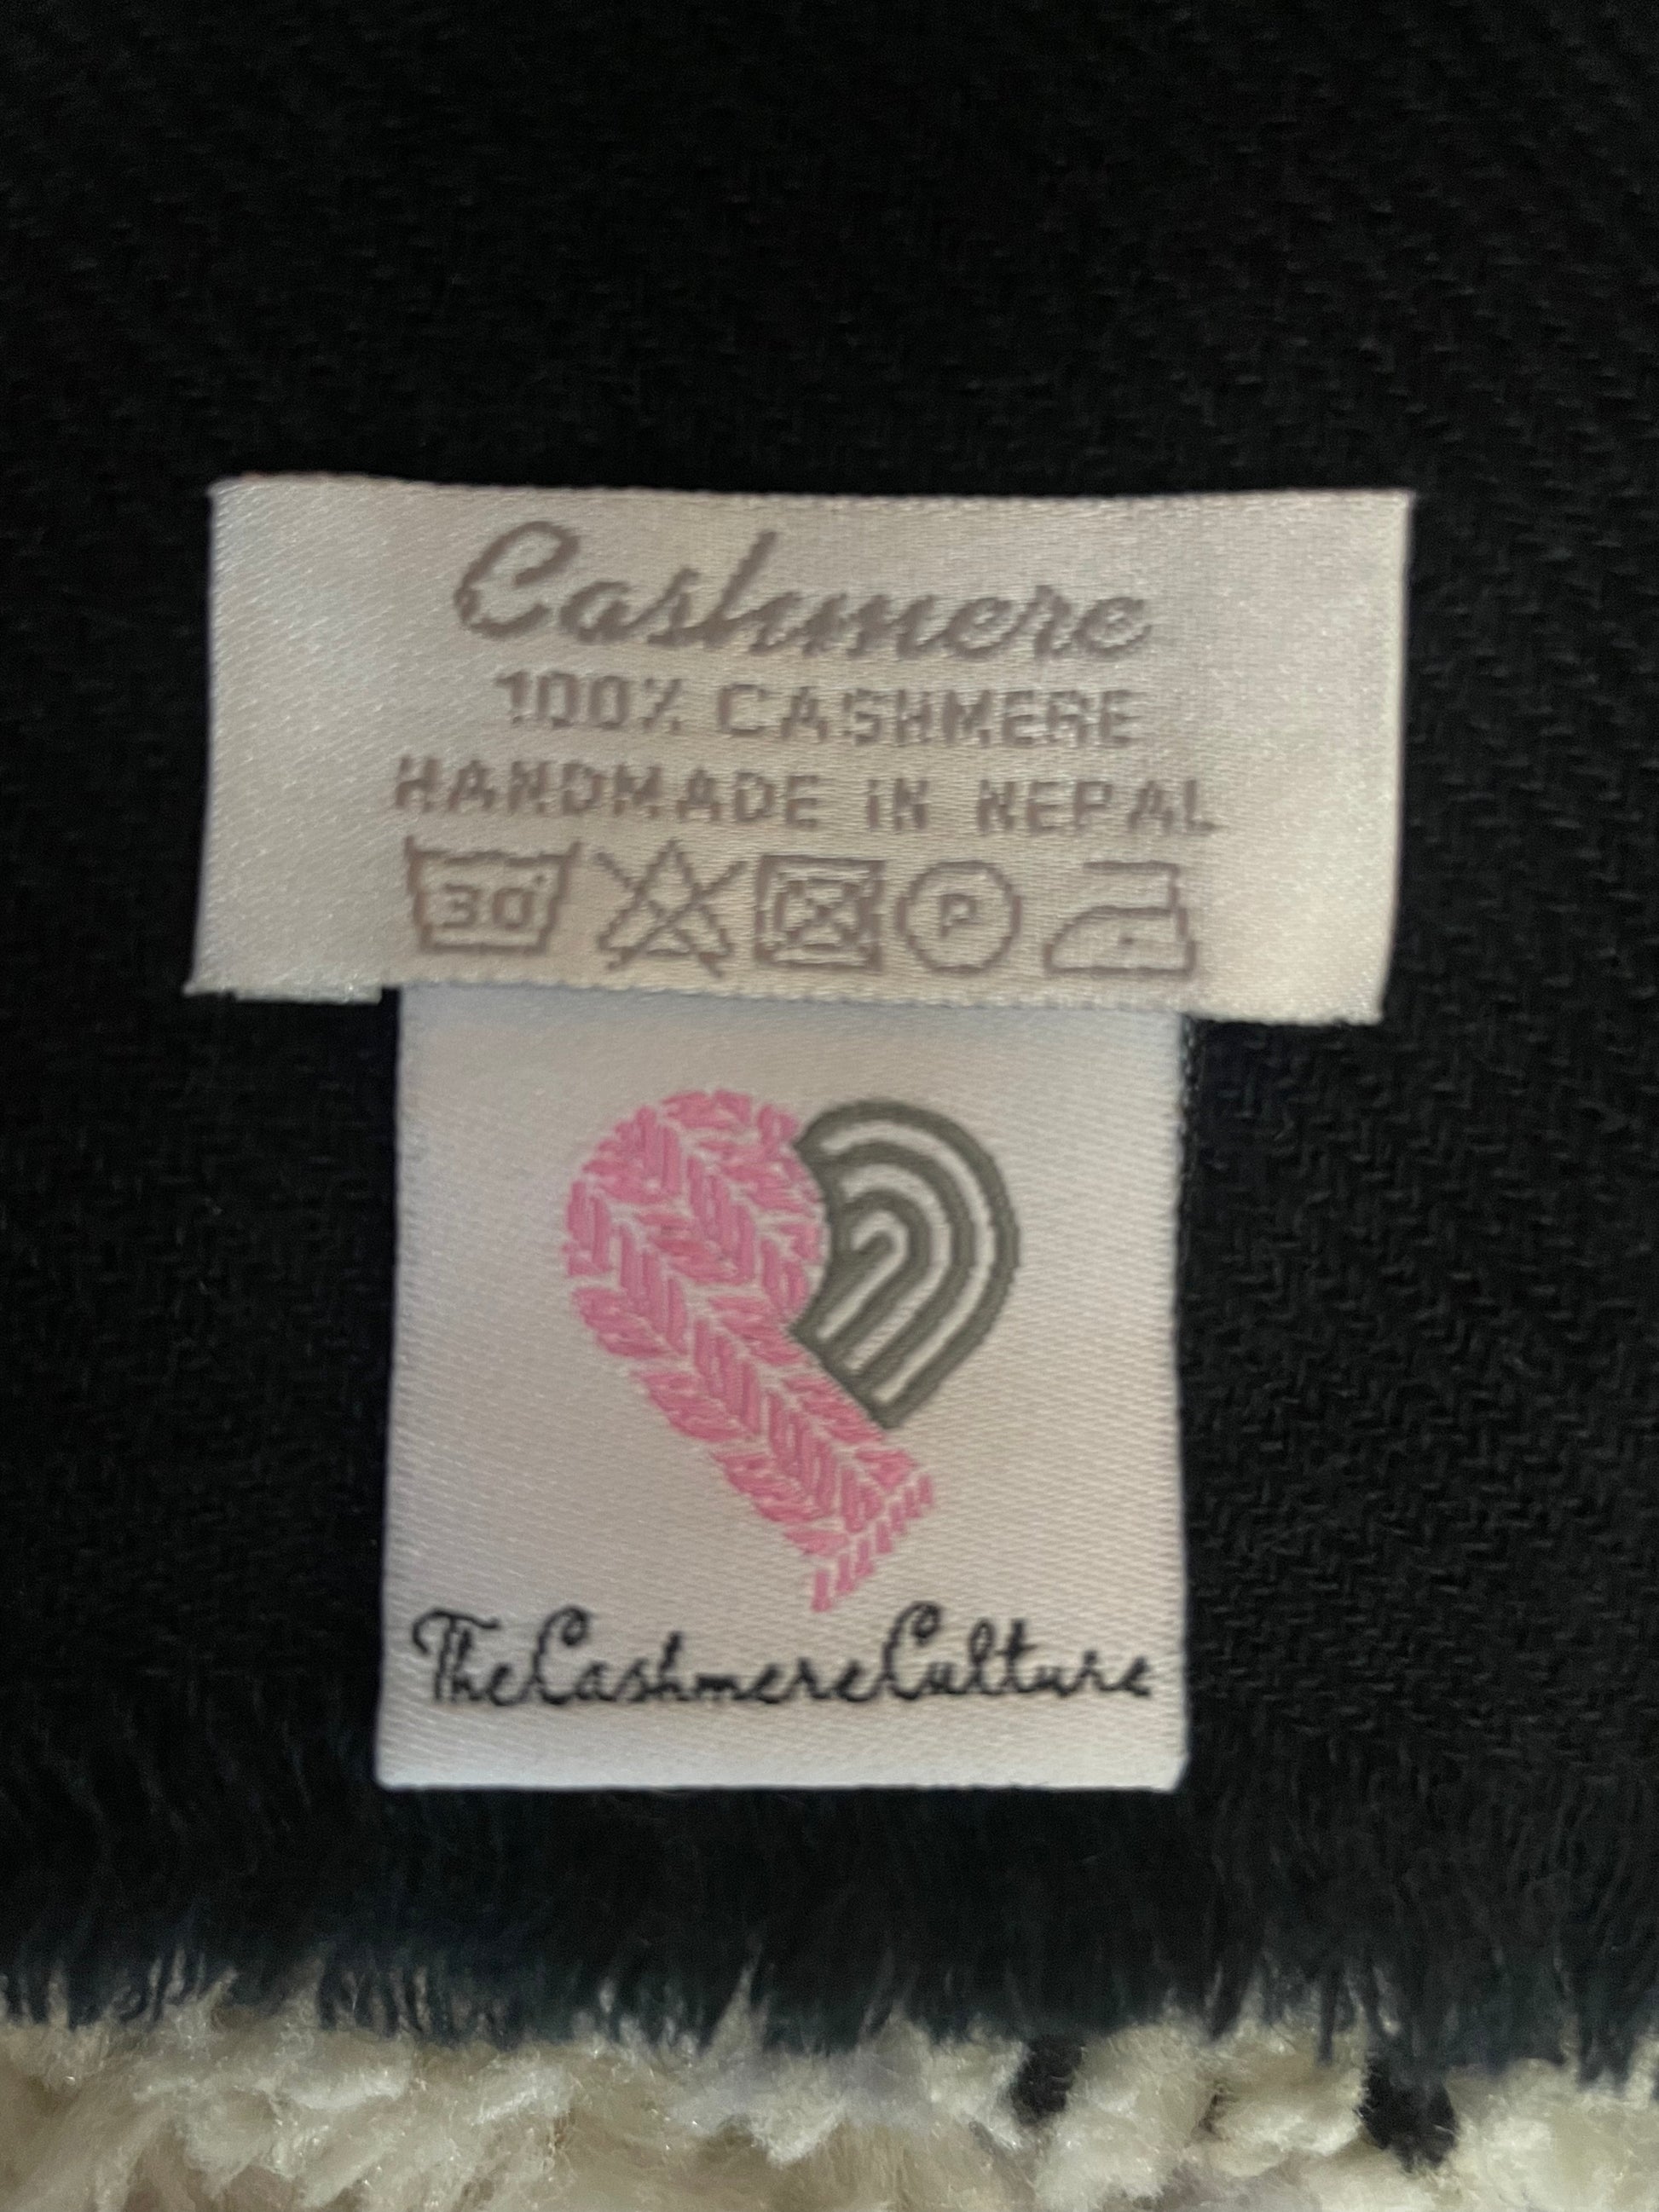 Cashmere
100% CASHMERE
HANDMADE IN NEPAL
30°
P
TheCashmereCulture